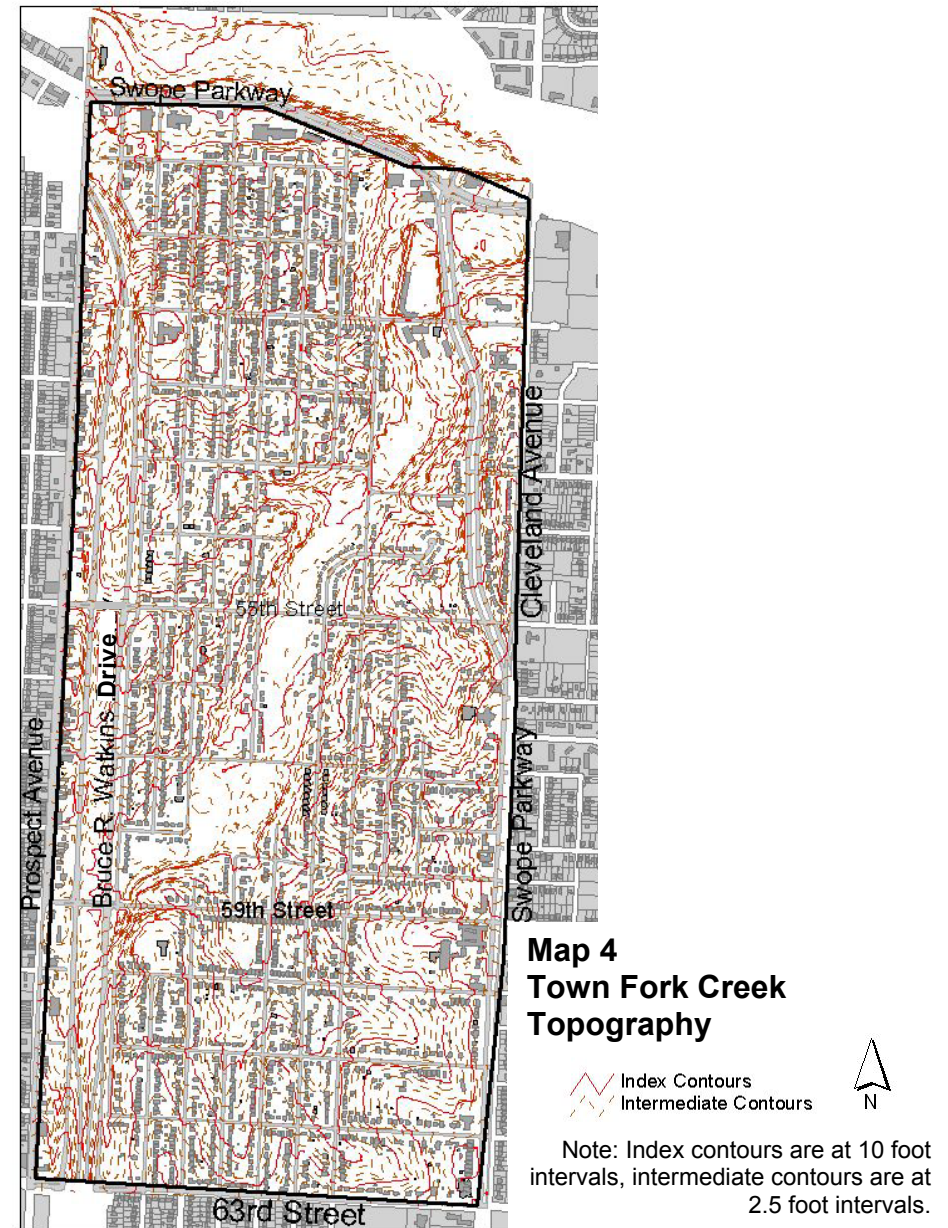 Swope Parkway
Cleveland Avenue
55th Street
Bruce R. Watkins Drive
Prospect Avenue
Swope Parkway
59th Street
63rd Street
Map 4
Town Fork Creek
Topography
Index Contours
Intermediate Contours
N
Note: Index contours are at 10 foot
intervals, intermediate contours are at
2.5 foot intervals.